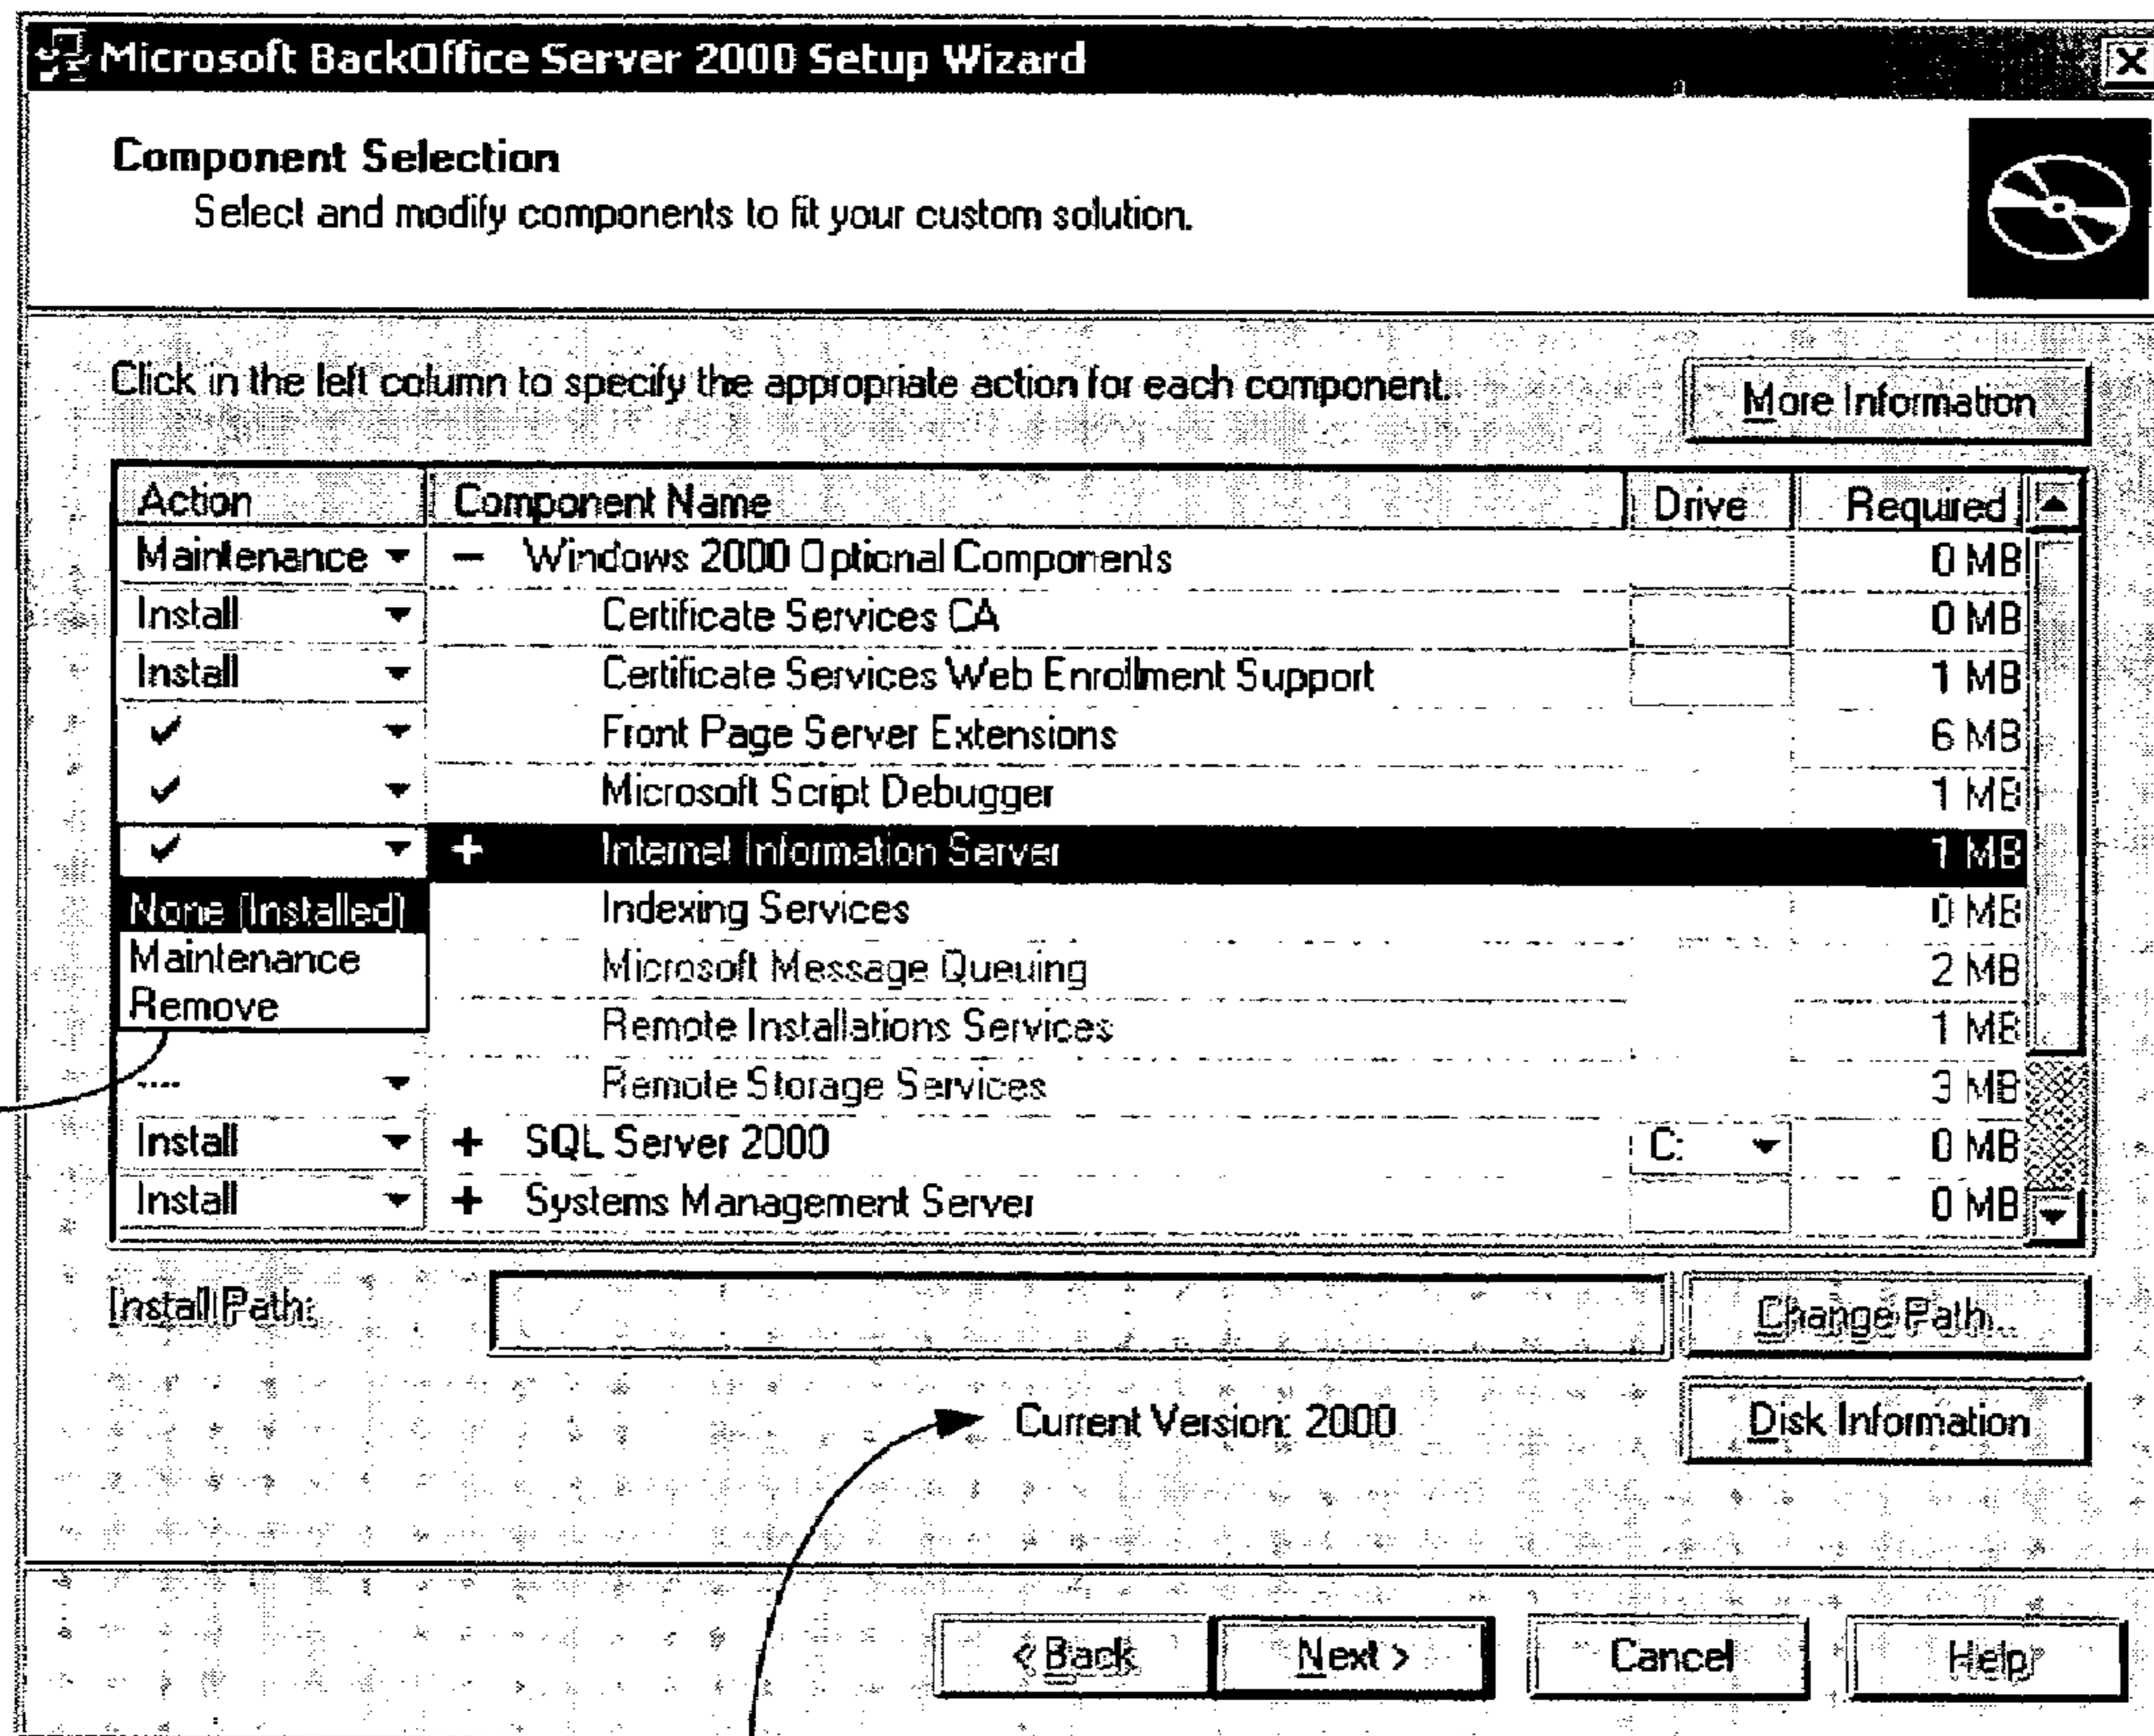 Microsoft BackOffice Server 2000 Setup Wizard
Component Selection
Select and modify components to fit your custom solution.
Click in the left column to specify the appropriate action for each component.
More Information
Action Component Name Drive Required
Maintenance − Windows 2000 Optional Components 0 MB
Install Certificate Services CA 0 MB
Install Certificate Services Web Enrollment Support 1 MB
✓ Front Page Server Extensions 6 MB
✓ Microsoft Script Debugger 1 MB
✓ + Internet Information Server 1 MB
None (Installed) Indexing Services 0 MB
Maintenance Microsoft Message Queuing 2 MB
Remove Remote Installations Services 1 MB
.... Remote Storage Services 3 MB
Install + SQL Server 2000 C: 0 MB
Install + Systems Management Server 0 MB
Install Path: Change Path...
Current Version: 2000 Disk Information
< Back Next > Cancel Help